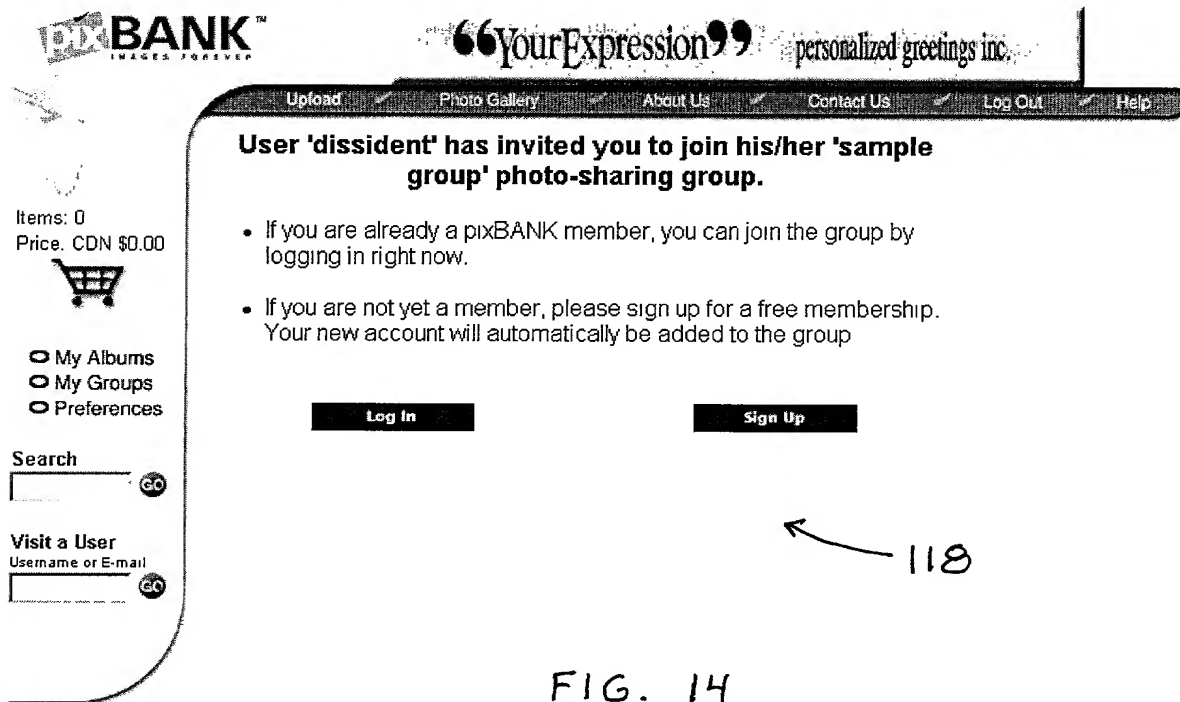 pixBANK™
IMAGES FOREVER
““YourExpression”” personalized greetings inc.
Upload Photo Gallery About Us Contact Us Log Out Help
User 'dissident' has invited you to join his/her 'sample
group' photo-sharing group.
Items: 0
Price. CDN $0.00
• If you are already a pixBANK member, you can join the group by
logging in right now.
• If you are not yet a member, please sign up for a free membership.
Your new account will automatically be added to the group
My Albums
My Groups
Preferences
Log In Sign Up
Search
GO
Visit a User
Username or E-mail
GO
118
FIG. 14